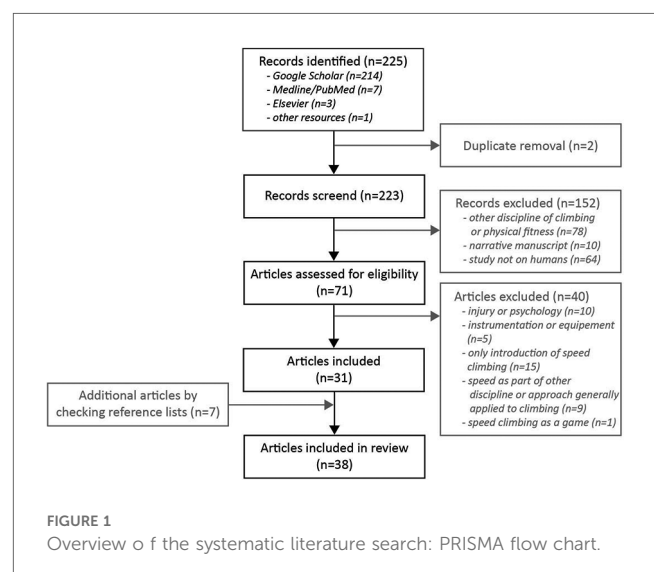 Records identified (n=225)
- Google Scholar (n=214)
- Medline/PubMed (n=7)
- Elsevier (n=3)
- other resources (n=1)
Duplicate removal (n=2)
Records screend (n=223)
Records excluded (n=152)
- other discipline of climbing
or physical fitness (n=78)
- narrative manuscript (n=10)
- study not on humans (n=64)
Articles assessed for eligibility
(n=71)
Articles excluded (n=40)
- injury or psychology (n=10)
- instrumentation or equipement
(n=5)
- only introduction of speed
climbing (n=15)
- speed as part of other
discipline or approach generally
applied to climbing (n=9)
- speed climbing as a game (n=1)
Articles included
(n=31)
Additional articles by
checking reference lists (n=7)
Articles included in review
(n=38)
FIGURE 1
Overview o f the systematic literature search: PRISMA flow chart.